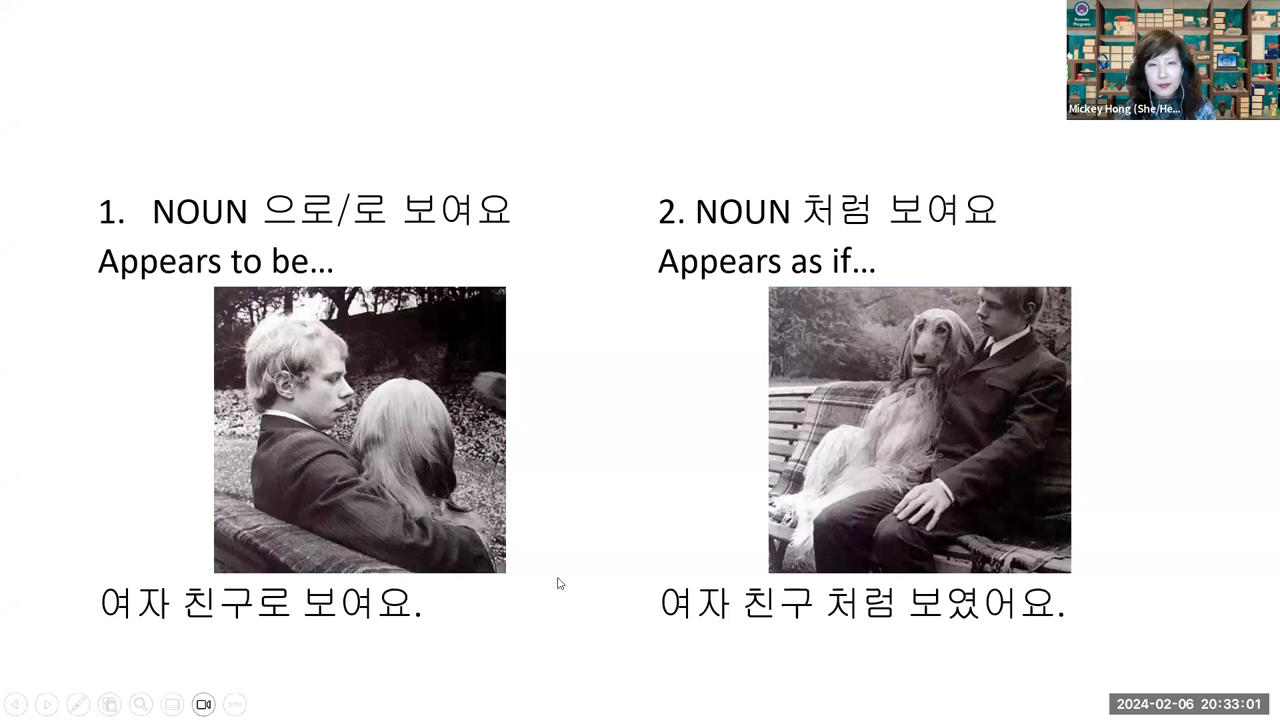 Korean
Program
Mickey Hong (She/He...
1. NOUN 으로/로 보여요
Appears to be...
여자 친구로 보여요.
2. NOUN 처럼 보여요
Appears as if...
여자 친구 처럼 보였어요.
2024-02-06 20:33:01